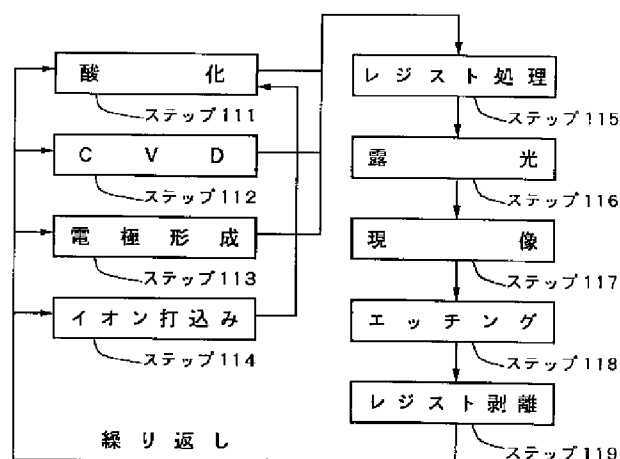 酸化
ステップ111
CVD
ステップ112
電極形成
ステップ113
イオン打込み
ステップ114
繰り返し
レジスト処理
ステップ115
露光
ステップ116
現像
ステップ117
エッチング
ステップ118
レジスト剥離
ステップ119